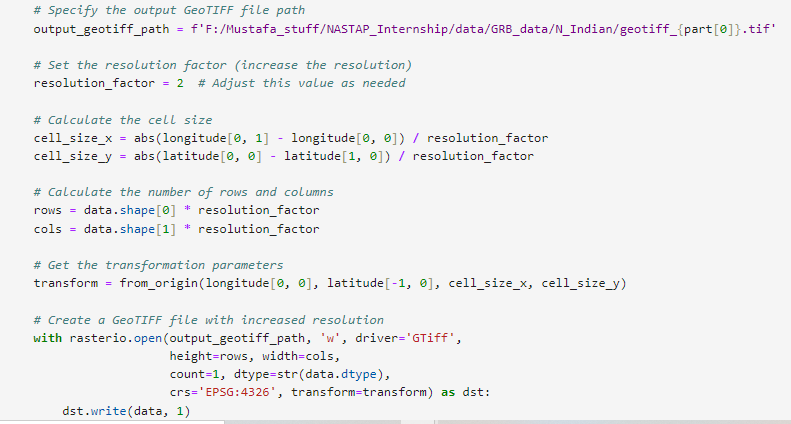 # Specify the output GeoTIFF file path
output_geotiff_path = f'F:/Mustafa_stuff/NASTAP_Internship/data/GRB_data/N_Indian/geotiff_{part[0]}.tif'
# Set the resolution factor (increase the resolution)
resolution_factor = 2  # Adjust this value as needed
# Calculate the cell size
cell_size_x = abs(longitude[0, 1] - longitude[0, 0]) / resolution_factor
cell_size_y = abs(latitude[0, 0] - latitude[1, 0]) / resolution_factor
# Calculate the number of rows and columns
rows = data.shape[0] * resolution_factor
cols = data.shape[1] * resolution_factor
# Get the transformation parameters
transform = from_origin(longitude[0, 0], latitude[-1, 0], cell_size_x, cell_size_y)
# Create a GeoTIFF file with increased resolution
with rasterio.open(output_geotiff_path, 'w', driver='GTiff',
                   height=rows, width=cols,
                   count=1, dtype=str(data.dtype),
                   crs='EPSG:4326', transform=transform) as dst:
    dst.write(data, 1)